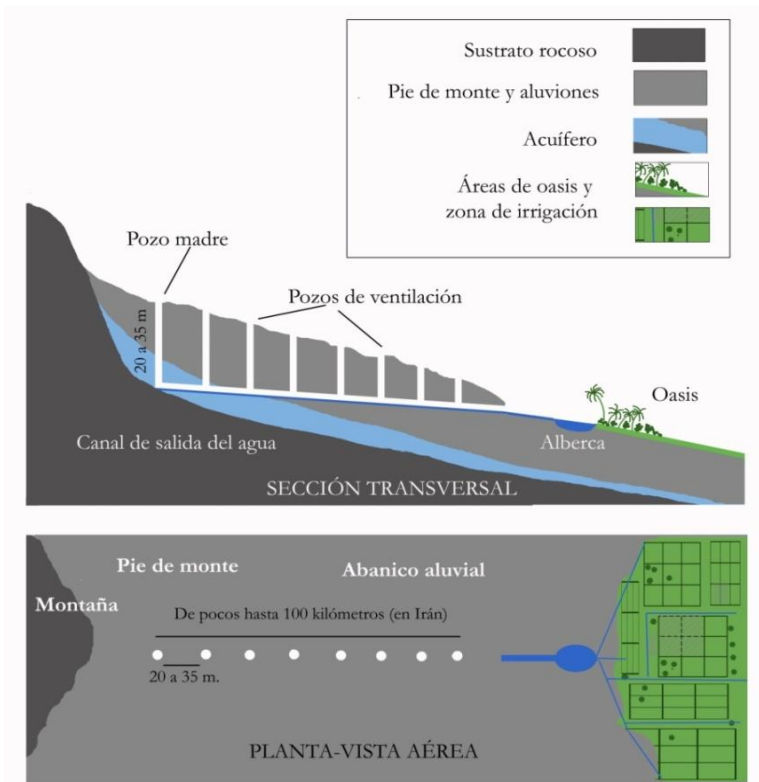 Sustrato rocoso
Pie de monte y aluviones
Acuífero
Áreas de oasis y
zona de irrigación
Pozo madre
Pozos de ventilación
20 a 35 m
Oasis
Canal de salida del agua
Alberca
SECCIÓN TRANSVERSAL
Pie de monte
Abanico aluvial
Montaña
De pocos hasta 100 kilómetros (en Irán)
20 a 35 m.
PLANTA-VISTA AÉREA